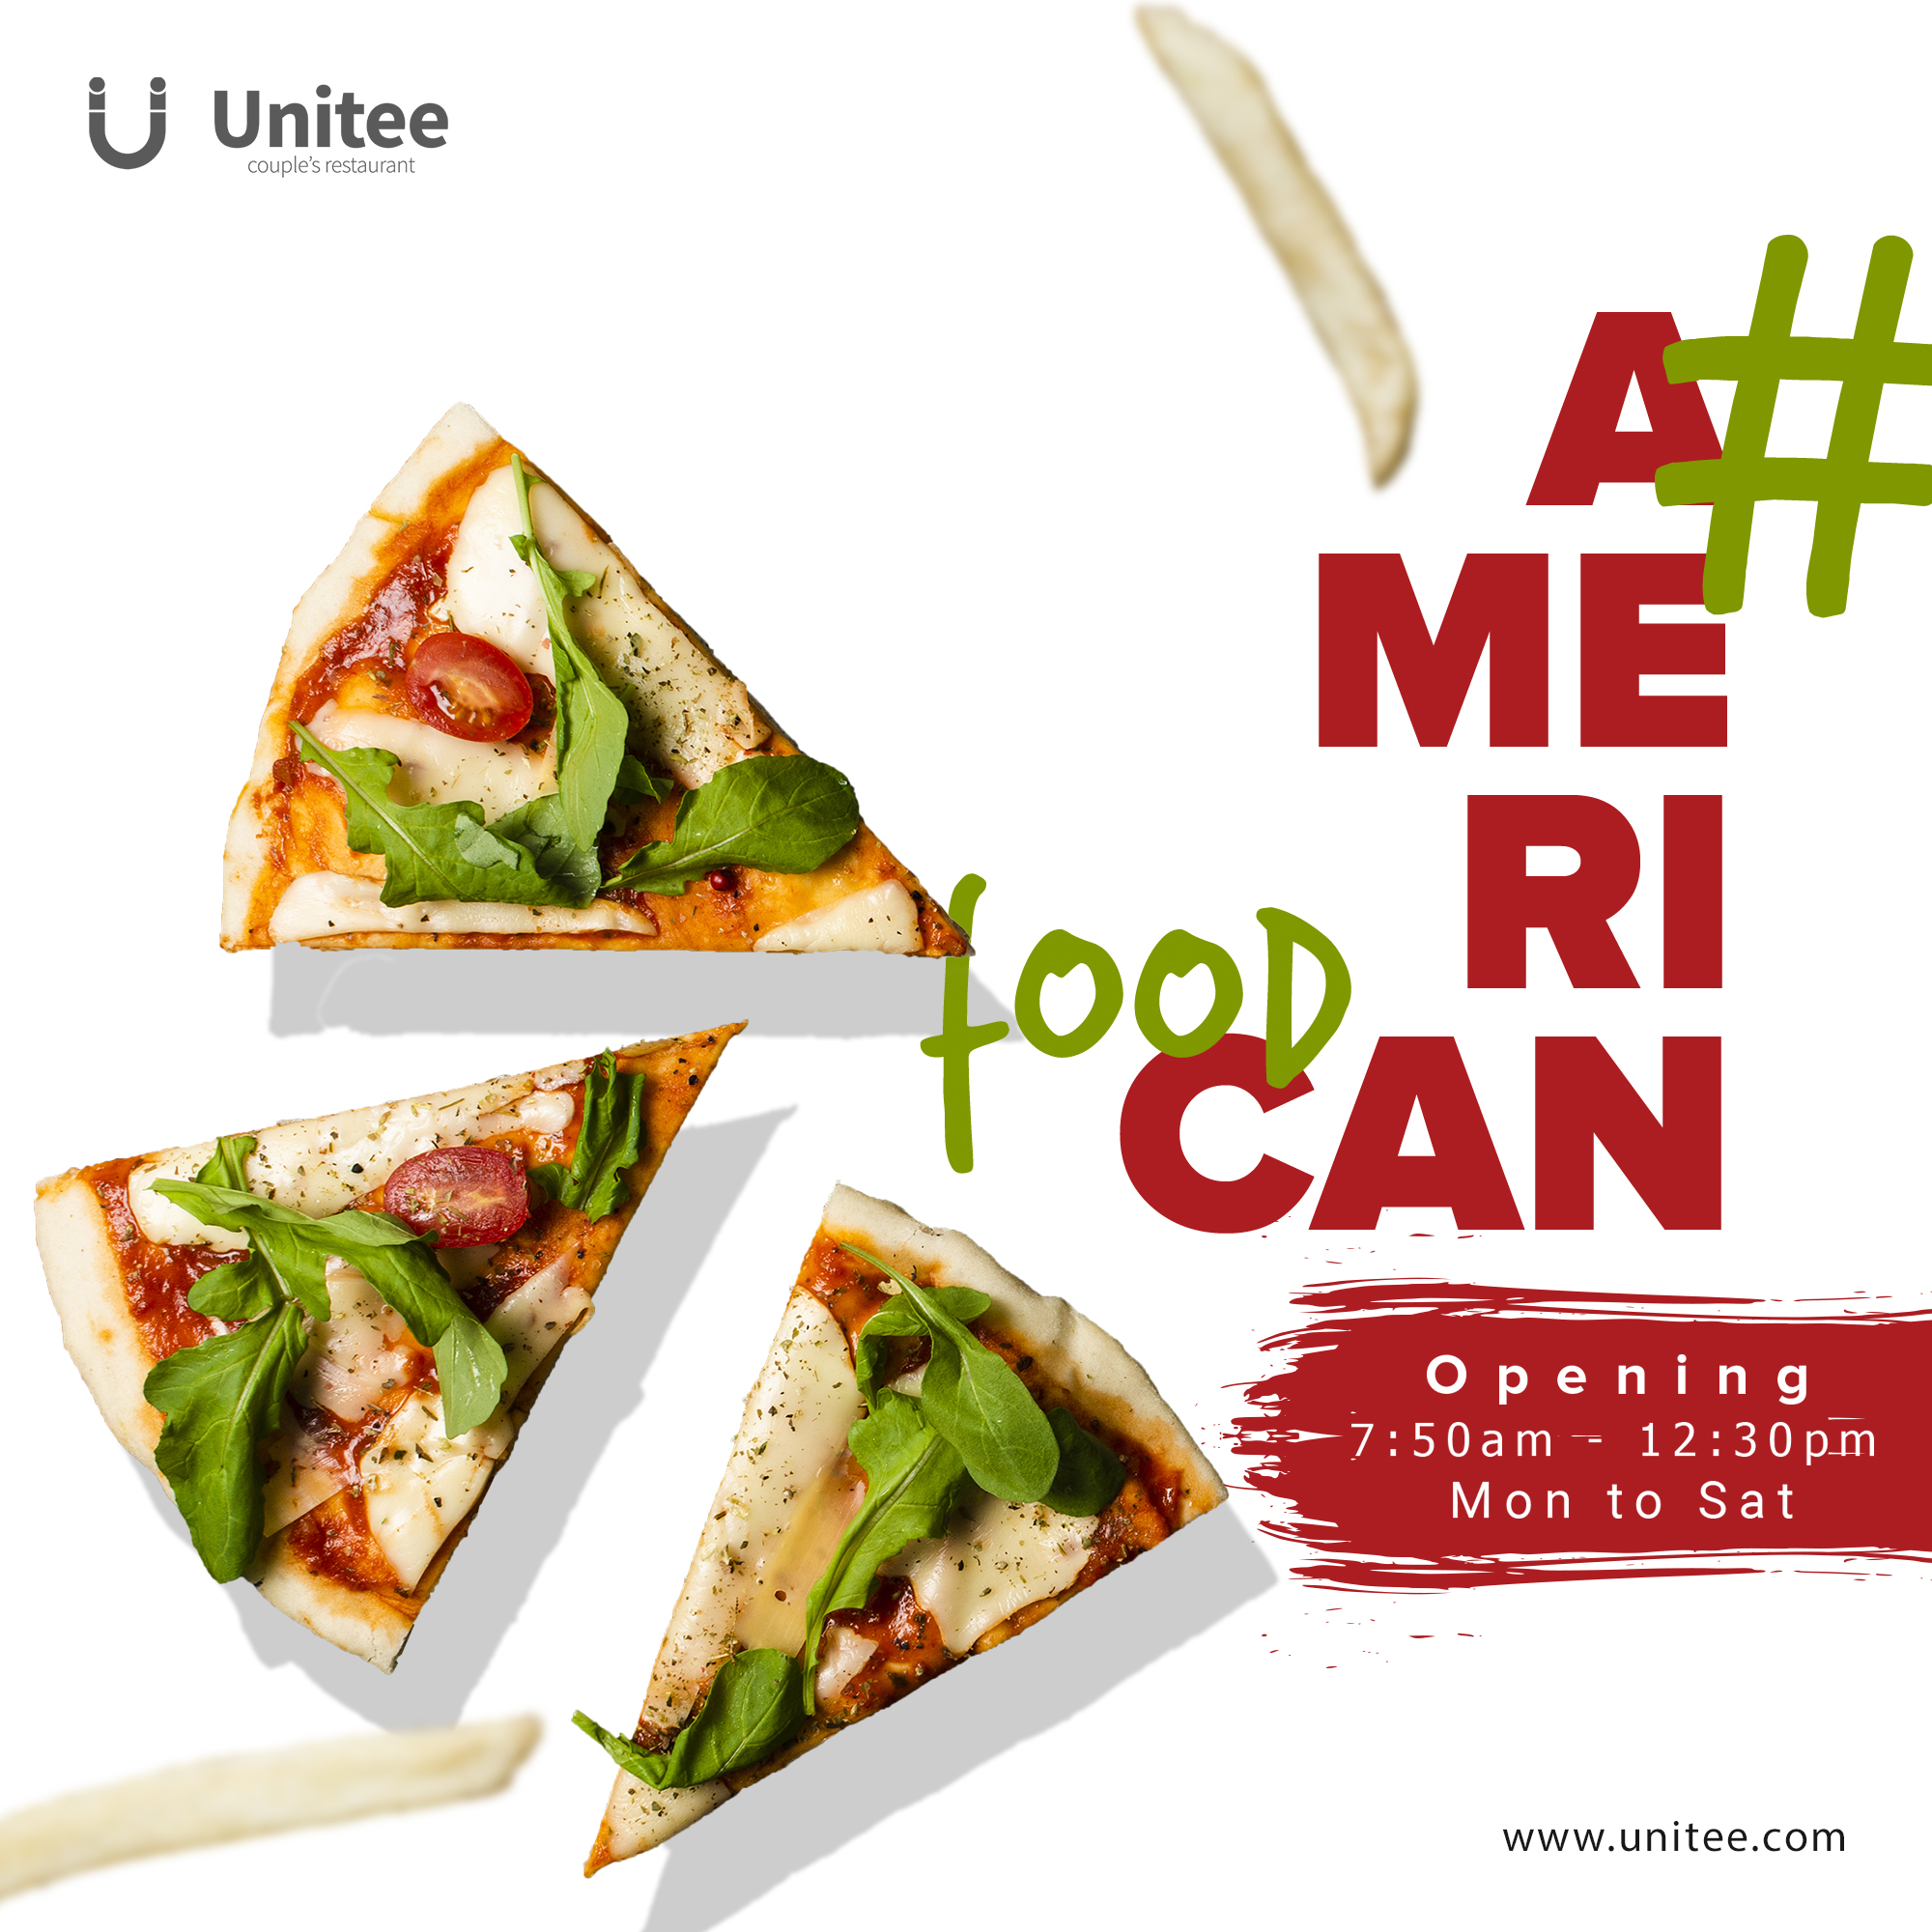 Unitee
couple's restaurant
#
A
ME
RI
CAN
fooD
Opening
7:50am - 12:30pm
Mon to Sat
www.unitee.com